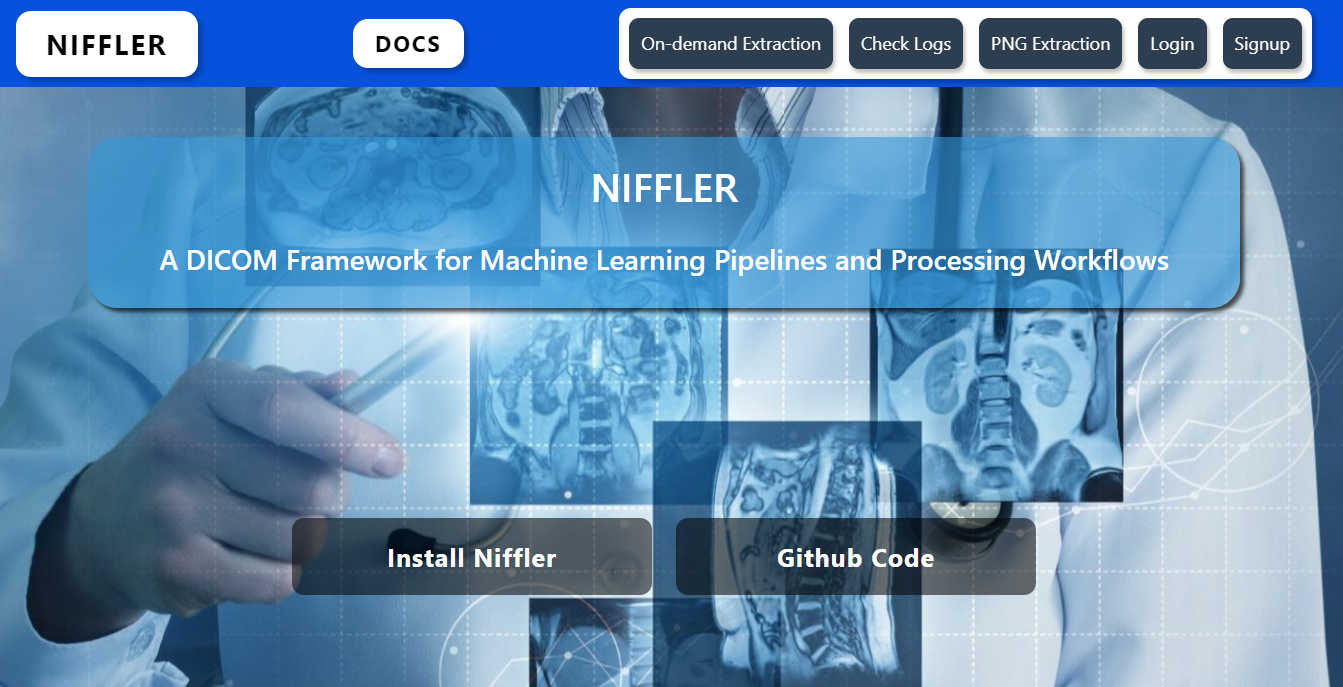 NIFFLER
DOCS
On-demand Extraction
Check Logs
PNG Extraction
Login
Signup
NIFFLER
A DICOM Framework for Machine Learning Pipelines and Processing Workflows
Install Niffler
Github Code